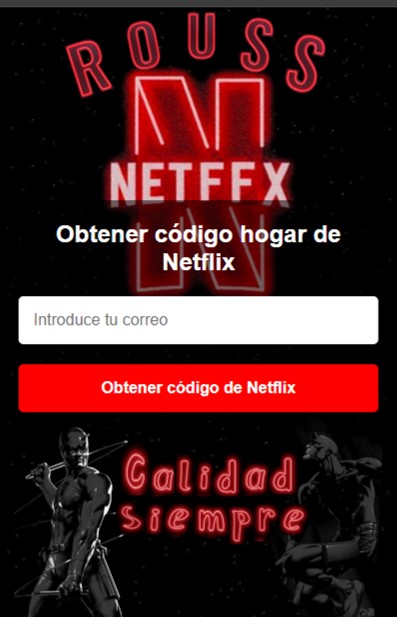 ROUSS
NETFFX
Obtener código hogar de
Netflix
Introduce tu correo
Obtener código de Netflix
Calidad
siempre